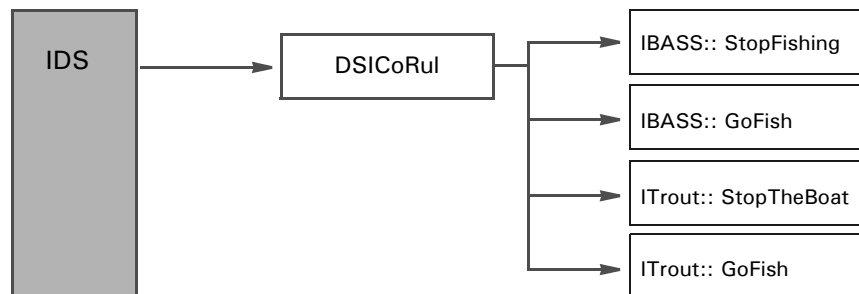 IDS
DSICoRul
IBASS:: StopFishing
IBASS:: GoFish
ITrout:: StopTheBoat
ITrout:: GoFish